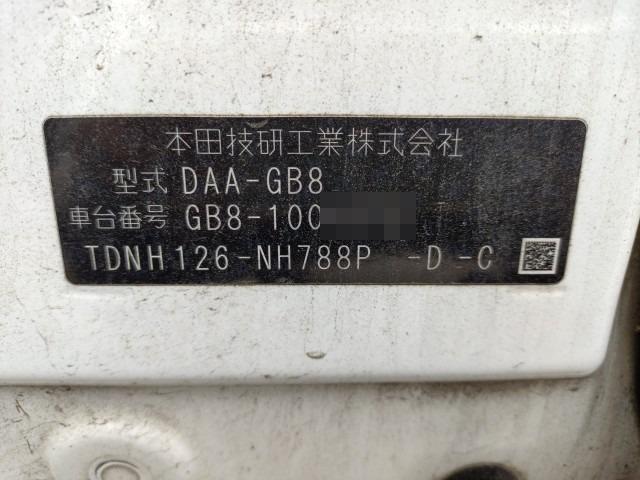 本田技研工業株式会社
型式 DAA-GB8
車台番号 GB8-100
TDNH126-NH788P -D -C